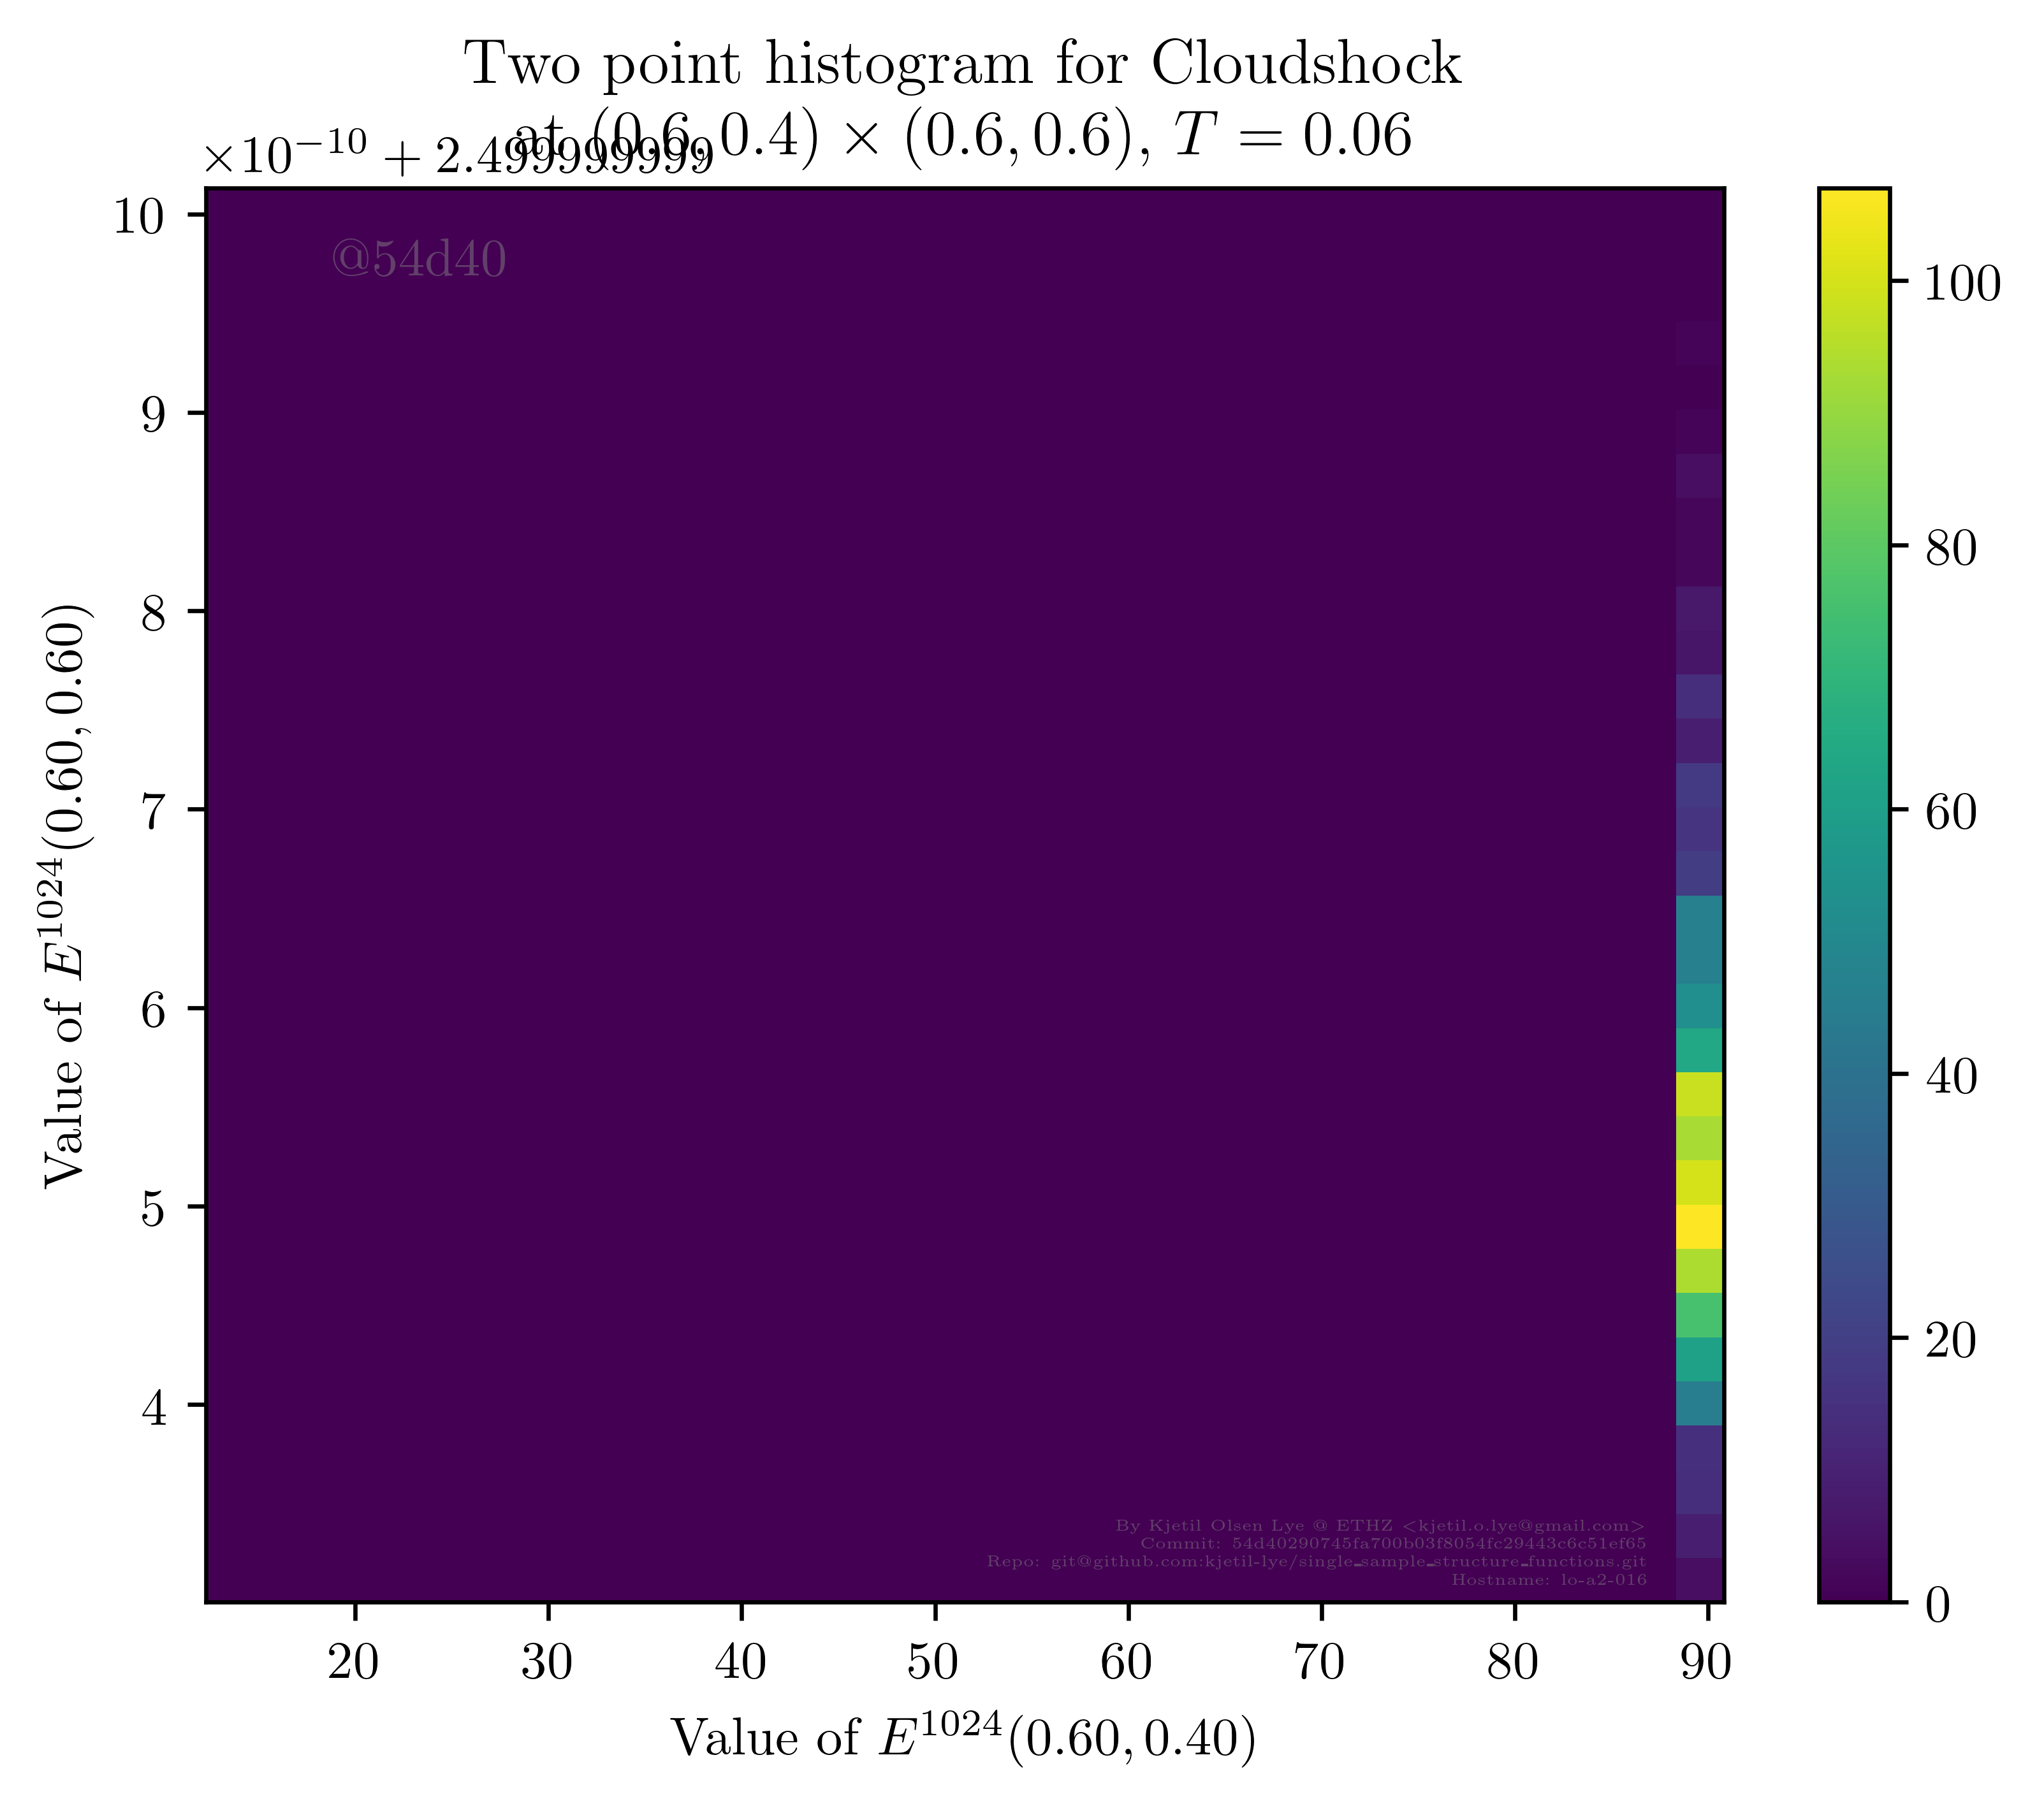 Two point histogram for Cloudshock
at (0.6, 0.4) × (0.6, 0.6), T = 0.06
×10⁻¹⁰ + 2.499999999
10
9
8
7
6
5
4
Value of E¹⁰²⁴(0.60, 0.60)
@54d40
By Kjetil Olsen Lye @ ETHZ <kjetil.o.lye@gmail.com>
Commit: 54d40290745fa700b03f8054fc29443c6c51ef65
Repo: git@github.com:kjetil-lye/single_sample_structure_functions.git
Hostname: lo-a2-016
20 30 40 50 60 70 80 90
Value of E¹⁰²⁴(0.60, 0.40)
100
80
60
40
20
0